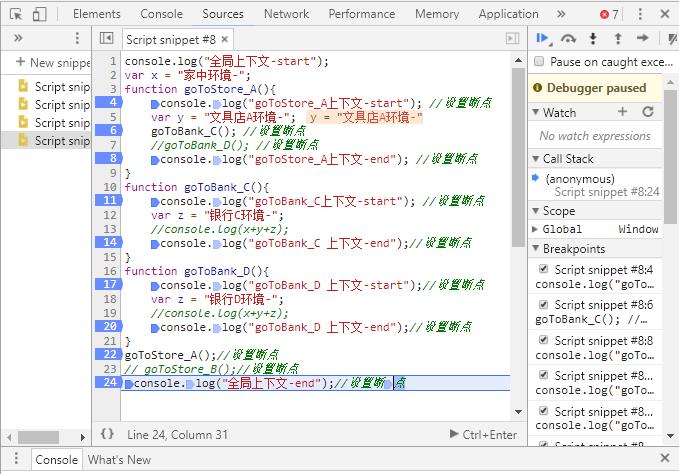 Elements Console Sources Network Performance Memory Application 7
Script snippet #8
New snippe
Script snip
Script snip
Script snip
Script snip
1 console.log("全局上下文-start");
2 var x = "家中环境-";
3 function goToStore_A(){
4 console.log("goToStore_A上下文-start"); //设置断点
5 var y = "文具店A环境-"; y = "文具店A环境-"
6 goToBank_C(); //设置断点
7 //goToBank_D(); //设置断点
8 console.log("goToStore_A上下文-end"); //设置断点
9 }
10 function goToBank_C(){
11 console.log("goToBank_C上下文-start"); //设置断点
12 var z = "银行C环境-";
13 //console.log(x+y+z);
14 console.log("goToBank_C 上下文-end");//设置断点
15 }
16 function goToBank_D(){
17 console.log("goToBank_D 上下文-start");//设置断点
18 var z = "银行D环境-";
19 //console.log(x+y+z);
20 console.log("goToBank_D 上下文-end");//设置断点
21 }
22 goToStore_A();//设置断点
23 // goToStore_B();//设置断点
24 console.log("全局上下文-end");//设置断点
{} Line 24, Column 31 Ctrl+Enter
Pause on caught exce...
Debugger paused
Watch
No watch expressions
Call Stack
(anonymous)
Script snippet #8:24
Scope
Global Window
Breakpoints
Script snippet #8:4
console.log("goTo…
Script snippet #8:6
goToBank_C(); //…
Script snippet #8:8
console.log("goTo…
Script snippet #8…
console.log("goTo…
Script snippet #8…
console.log("goTo…
Script snippet #8…
console.log("goTo…
Script snippet #8…
Console What's New